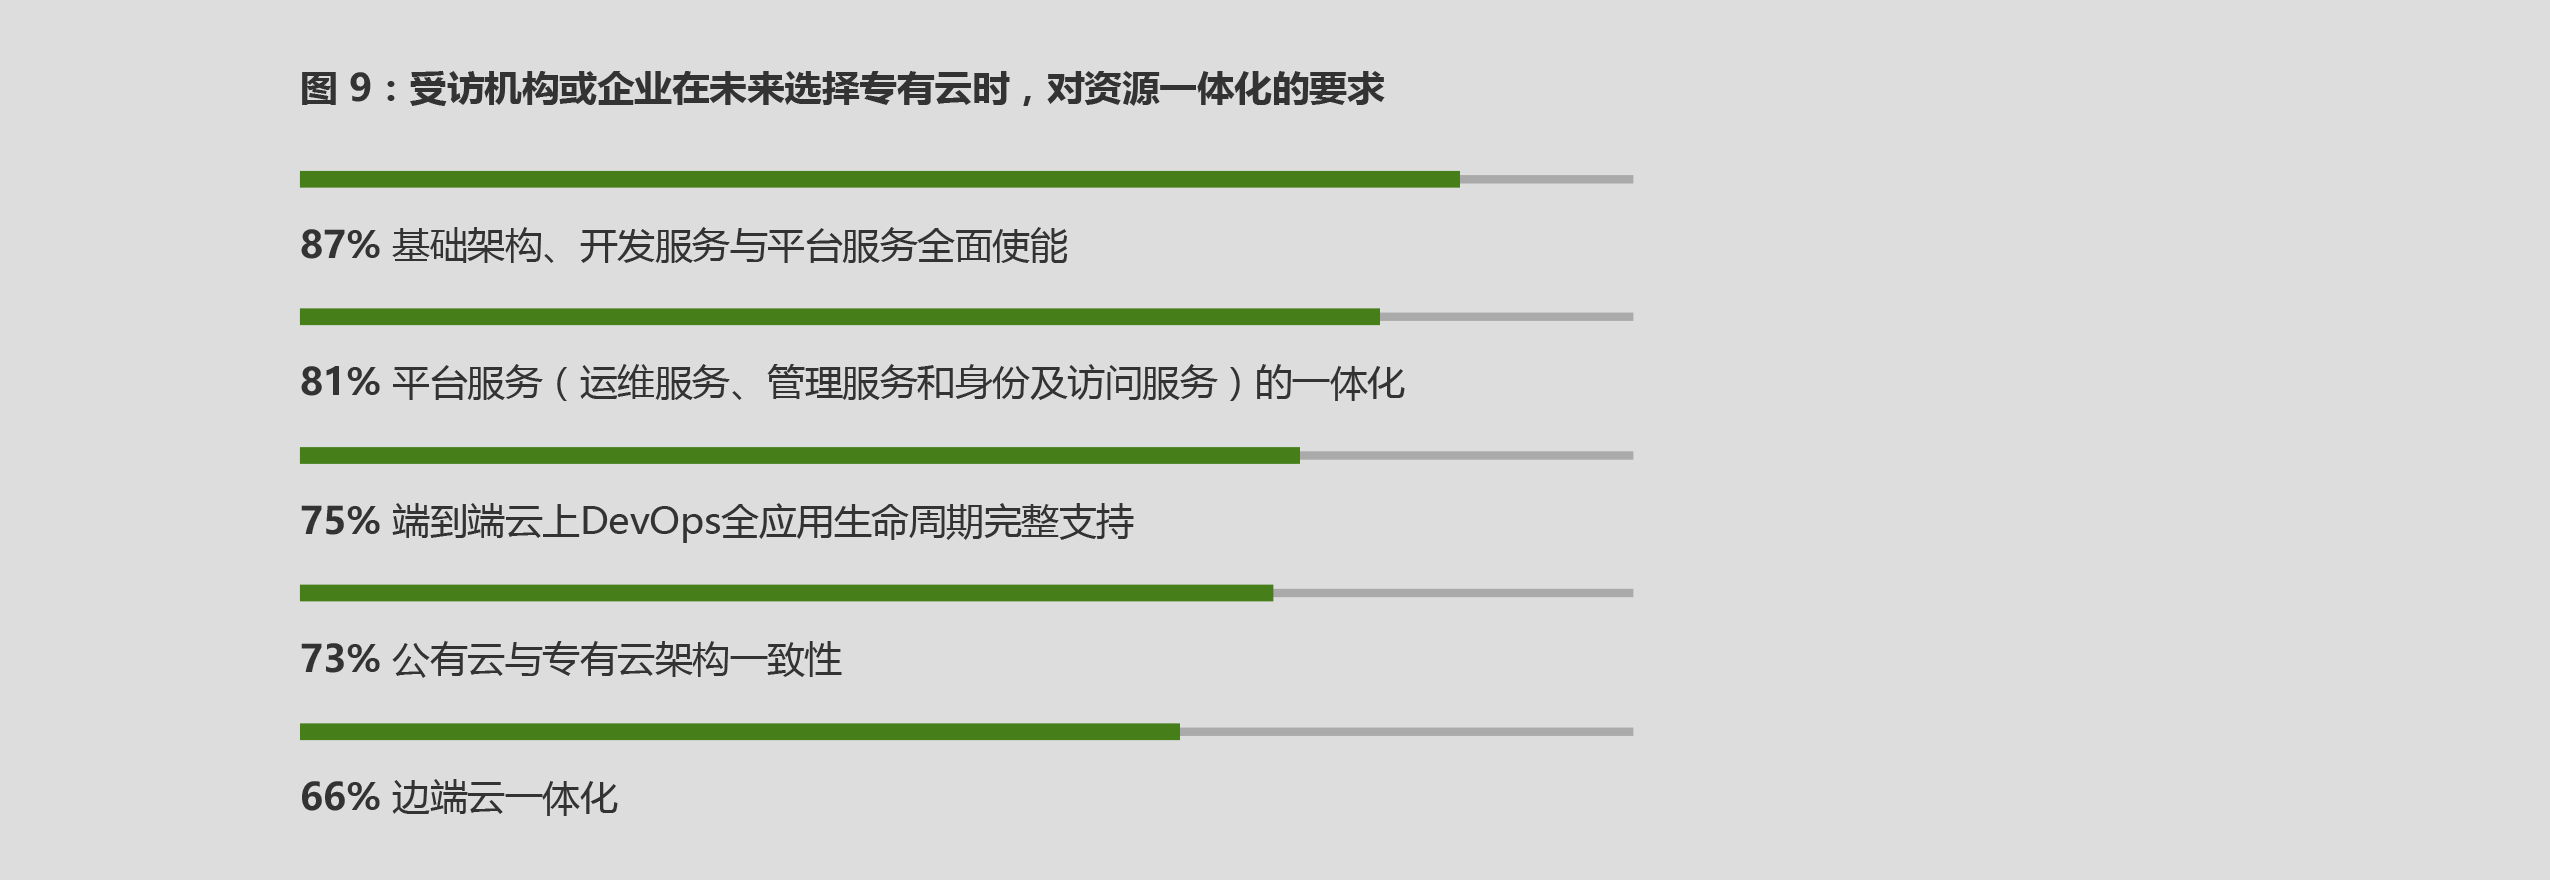 图 9：受访机构或企业在未来选择专有云时，对资源一体化的要求
87% 基础架构、开发服务与平台服务全面使能
81% 平台服务（运维服务、管理服务和身份及访问服务）的一体化
75% 端到端云上DevOps全应用生命周期完整支持
73% 公有云与专有云架构一致性
66% 边端云一体化